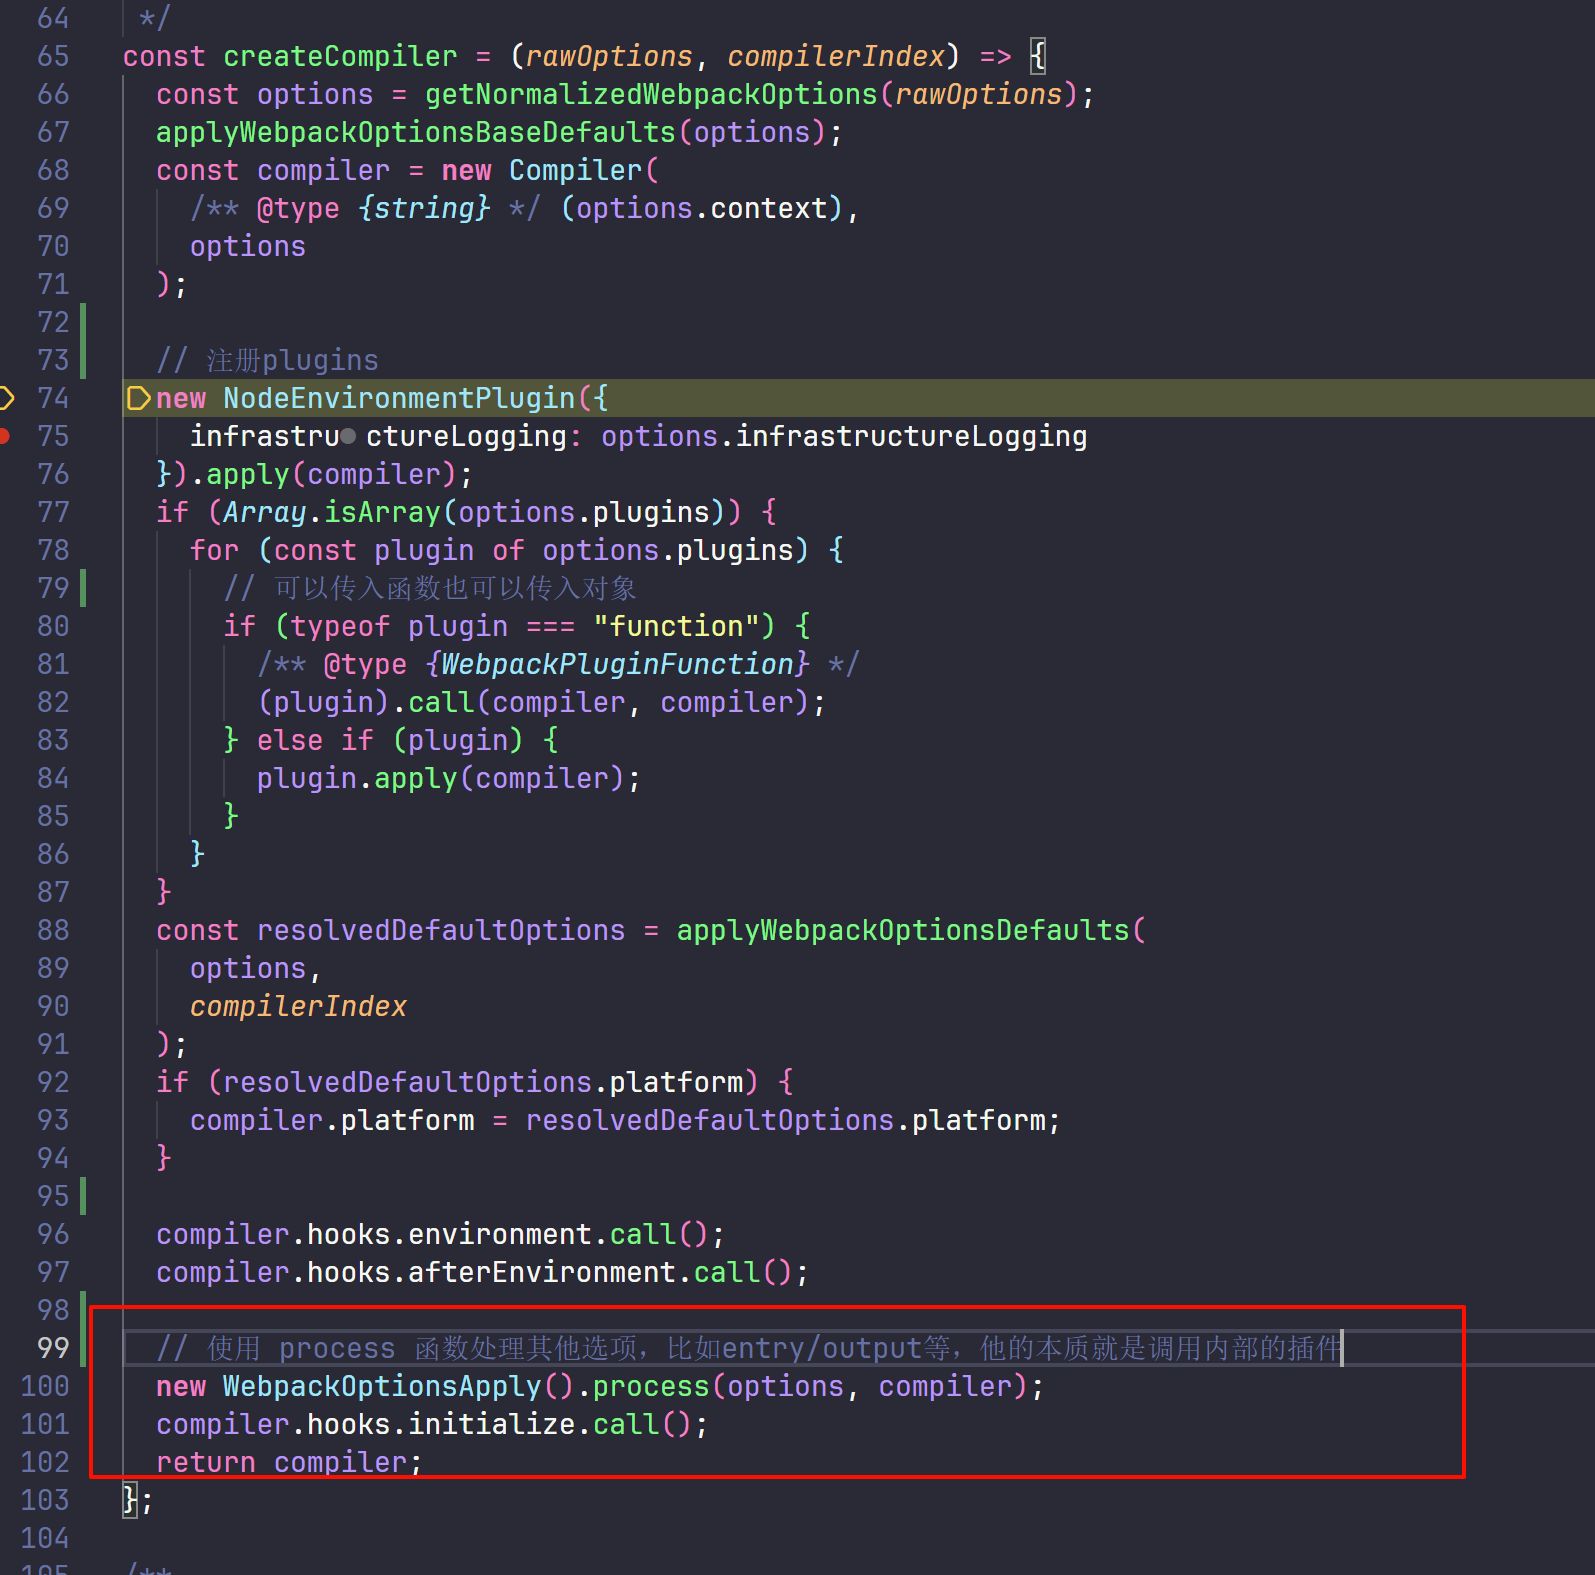 64 */
65 const createCompiler = (rawOptions, compilerIndex) => {
66 const options = getNormalizedWebpackOptions(rawOptions);
67 applyWebpackOptionsBaseDefaults(options);
68 const compiler = new Compiler(
69 /** @type {string} */ (options.context),
70 options
71 );
72
73 // 注册plugins
74 new NodeEnvironmentPlugin({
75 infrastructureLogging: options.infrastructureLogging
76 }).apply(compiler);
77 if (Array.isArray(options.plugins)) {
78 for (const plugin of options.plugins) {
79 // 可以传入函数也可以传入对象
80 if (typeof plugin === "function") {
81 /** @type {WebpackPluginFunction} */
82 (plugin).call(compiler, compiler);
83 } else if (plugin) {
84 plugin.apply(compiler);
85 }
86 }
87 }
88 const resolvedDefaultOptions = applyWebpackOptionsDefaults(
89 options,
90 compilerIndex
91 );
92 if (resolvedDefaultOptions.platform) {
93 compiler.platform = resolvedDefaultOptions.platform;
94 }
95
96 compiler.hooks.environment.call();
97 compiler.hooks.afterEnvironment.call();
98
99 // 使用 process 函数处理其他选项，比如entry/output等，他的本质就是调用内部的插件
100 new WebpackOptionsApply().process(options, compiler);
101 compiler.hooks.initialize.call();
102 return compiler;
103 };
104
105 /**